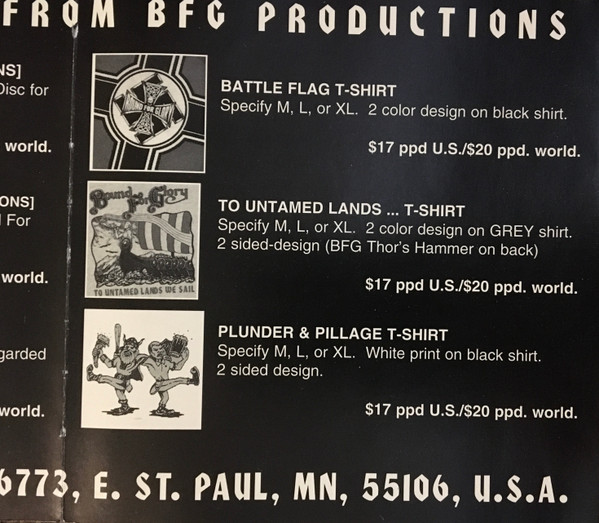 FROM BFG PRODUCTIONS
NS]
Disc for
world.
ONS]
For
world.
garded
world.
BATTLE FLAG T-SHIRT
Specify M, L, or XL. 2 color design on black shirt.
$17 ppd U.S./$20 ppd. world.
Bound For Glory
TO UNTAMED LANDS WE SAIL
TO UNTAMED LANDS ... T-SHIRT
Specify M, L, or XL. 2 color design on GREY shirt.
2 sided-design (BFG Thor's Hammer on back)
$17 ppd U.S./$20 ppd. world.
PLUNDER & PILLAGE T-SHIRT
Specify M, L, or XL. White print on black shirt.
2 sided design.
$17 ppd U.S./$20 ppd. world.
6773, E. ST. PAUL, MN, 55106, U.S.A.